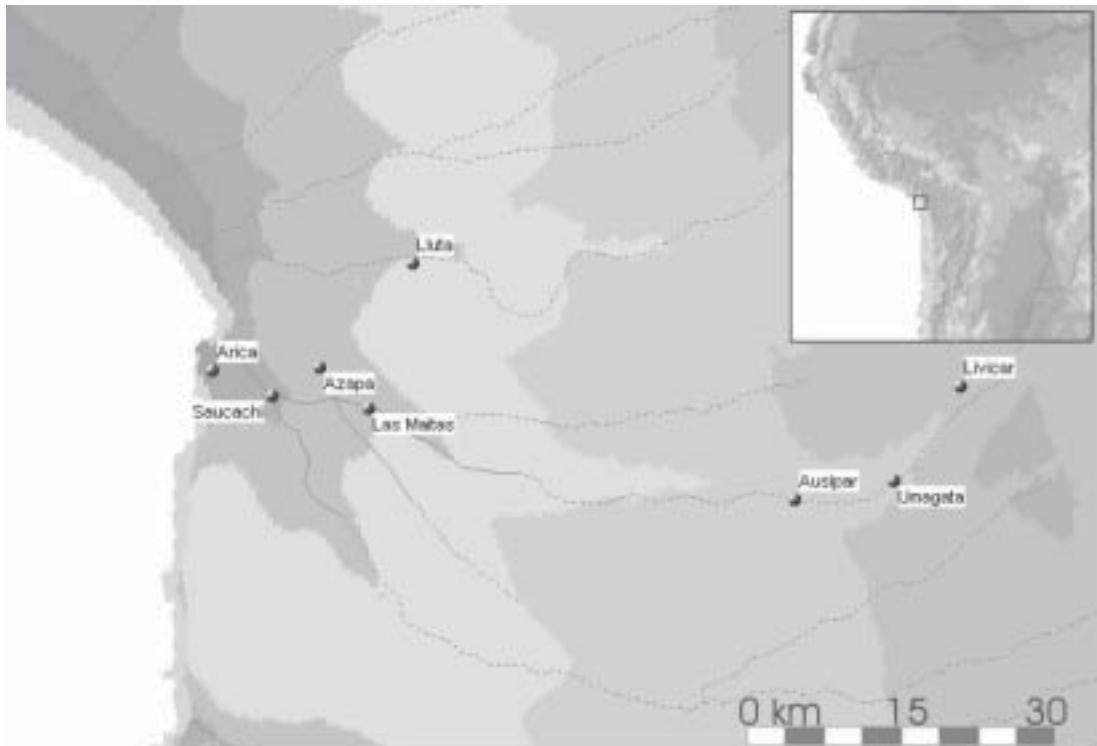 Lluta
Arica
Azapa
Saucachi
Las Maitas
Livicar
Ausipar
Umagata
0 km 15 30